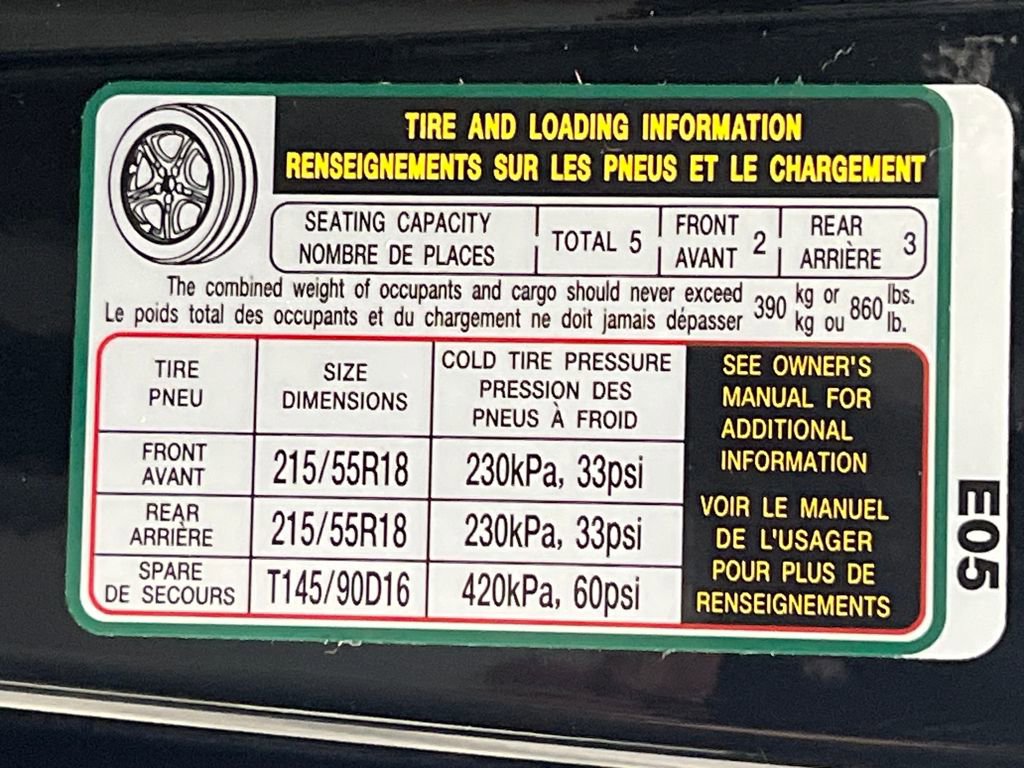 TIRE AND LOADING INFORMATION
RENSEIGNEMENTS SUR LES PNEUS ET LE CHARGEMENT
SEATING CAPACITY
NOMBRE DE PLACES
TOTAL 5
FRONT
AVANT 2
REAR
ARRIÈRE 3
The combined weight of occupants and cargo should never exceed
Le poids total des occupants et du chargement ne doit jamais dépasser
390
kg or
kg ou
860
lbs.
lb.
TIRE
PNEU
SIZE
DIMENSIONS
COLD TIRE PRESSURE
PRESSION DES
PNEUS À FROID
FRONT
AVANT
215/55R18
230kPa, 33psi
REAR
ARRIÈRE
215/55R18
230kPa, 33psi
SPARE
DE SECOURS
T145/90D16
420kPa, 60psi
SEE OWNER'S
MANUAL FOR
ADDITIONAL
INFORMATION
VOIR LE MANUEL
DE L'USAGER
POUR PLUS DE
RENSEIGNEMENTS
E05